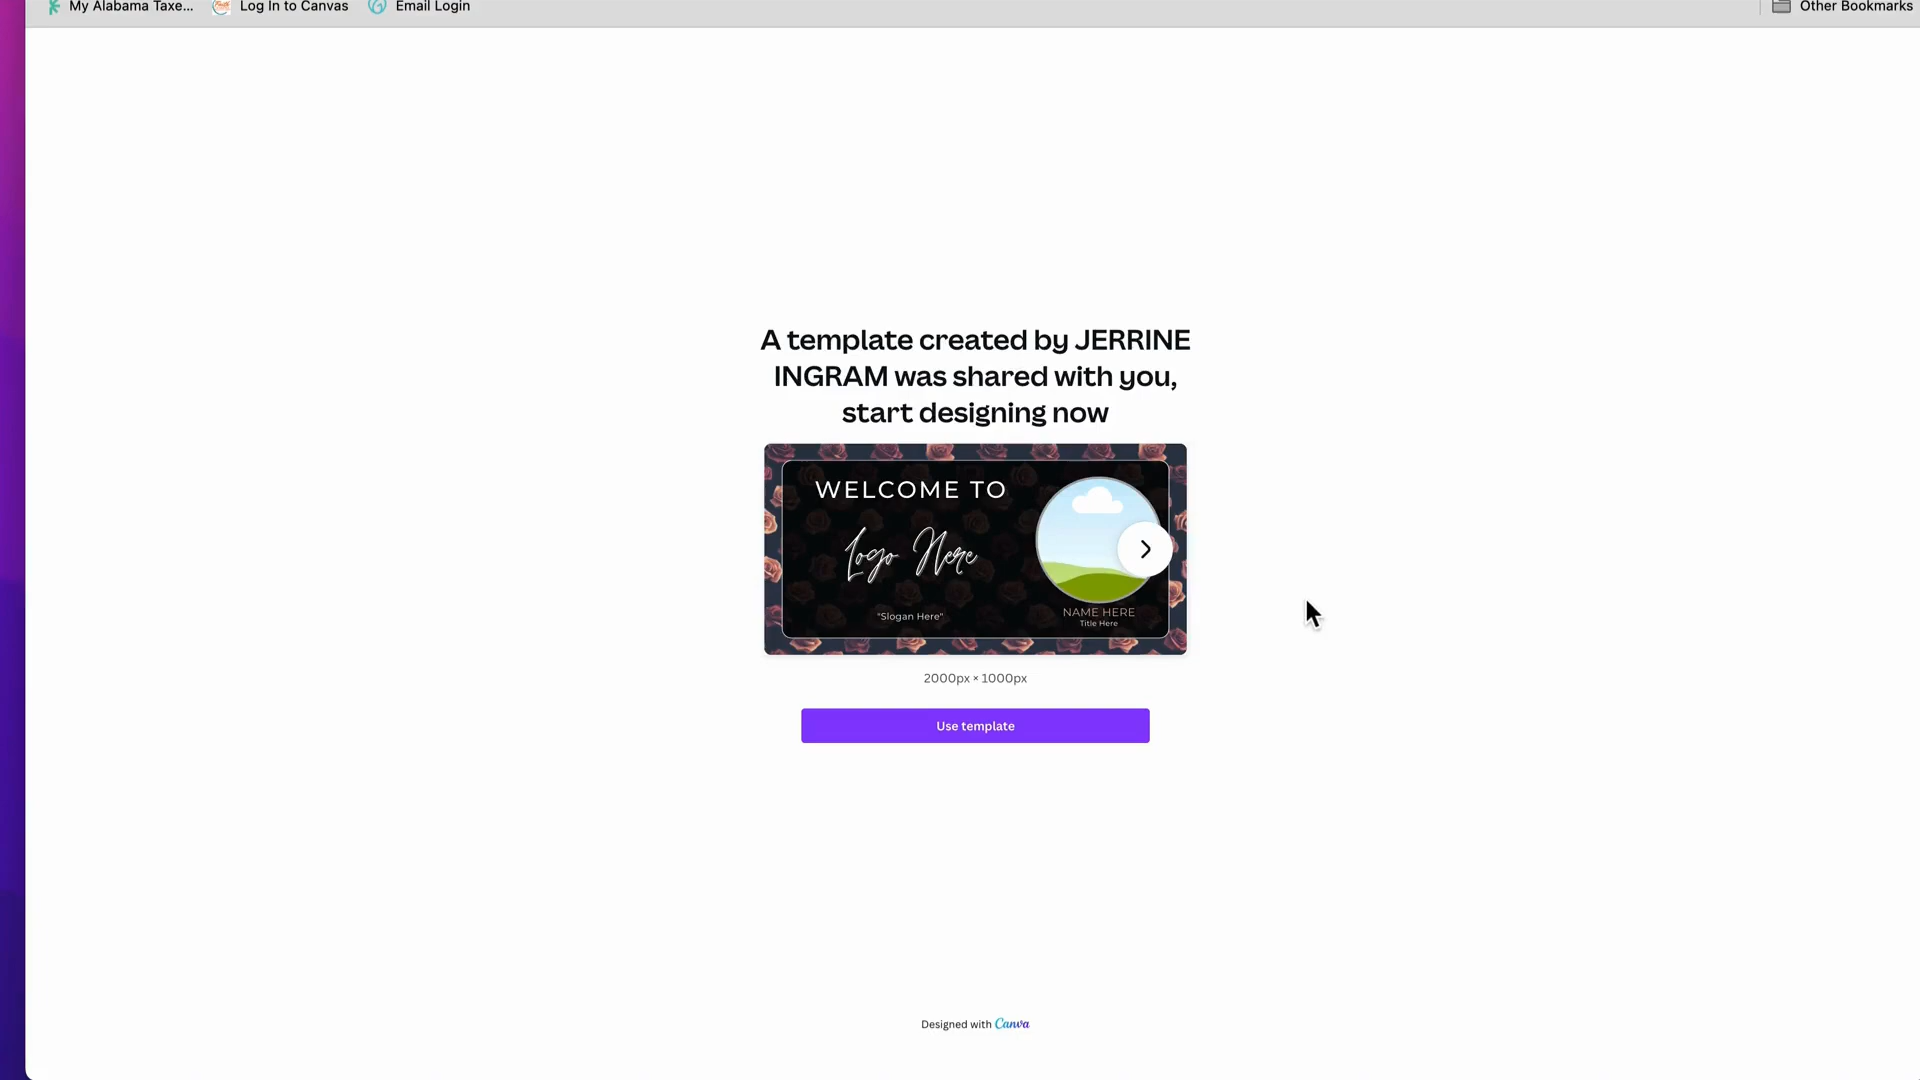 My Alabama Taxe...
Log In to Canvas
Email Login
Other Bookmarks
A template created by JERRINE
INGRAM was shared with you,
start designing now
WELCOME TO
Logo Here
"Slogan Here"
NAME HERE
Title Here
2000px × 1000px
Use template
Designed with Canva